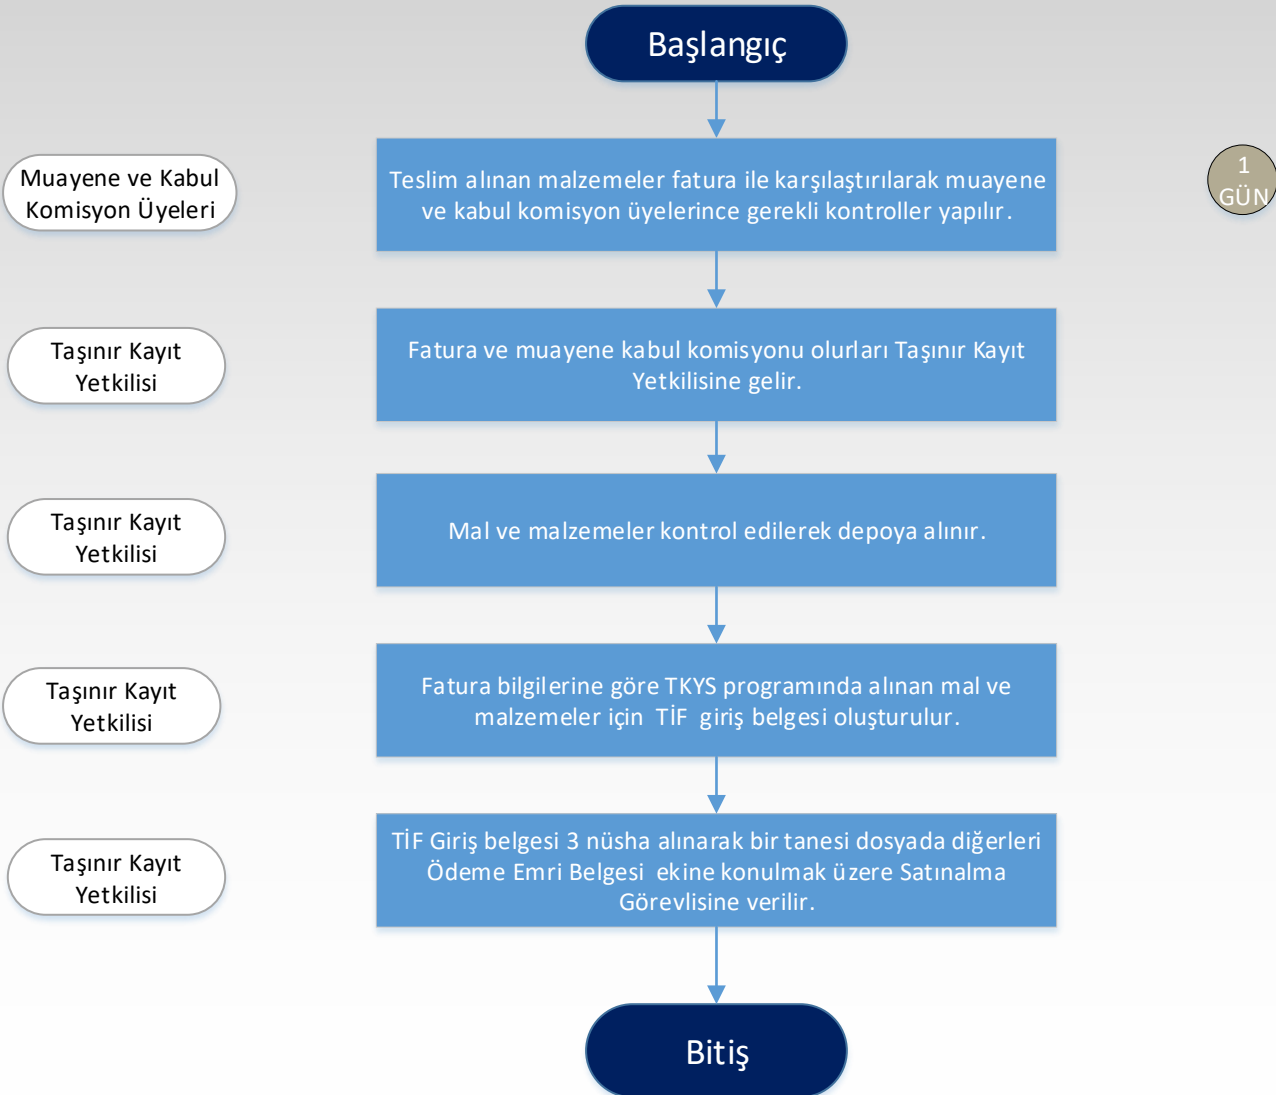 Başlangıç
Muayene ve Kabul
Komisyon Üyeleri
Teslim alınan malzemeler fatura ile karşılaştırılarak muayene
ve kabul komisyon üyelerince gerekli kontroller yapılır.
1
GÜN
Taşınır Kayıt
Yetkilisi
Fatura ve muayene kabul komisyonu olurları Taşınır Kayıt
Yetkilisine gelir.
Taşınır Kayıt
Yetkilisi
Mal ve malzemeler kontrol edilerek depoya alınır.
Taşınır Kayıt
Yetkilisi
Fatura bilgilerine göre TKYS programında alınan mal ve
malzemeler için TİF giriş belgesi oluşturulur.
Taşınır Kayıt
Yetkilisi
TİF Giriş belgesi 3 nüsha alınarak bir tanesi dosyada diğerleri
Ödeme Emri Belgesi ekine konulmak üzere Satınalma
Görevlisine verilir.
Bitiş